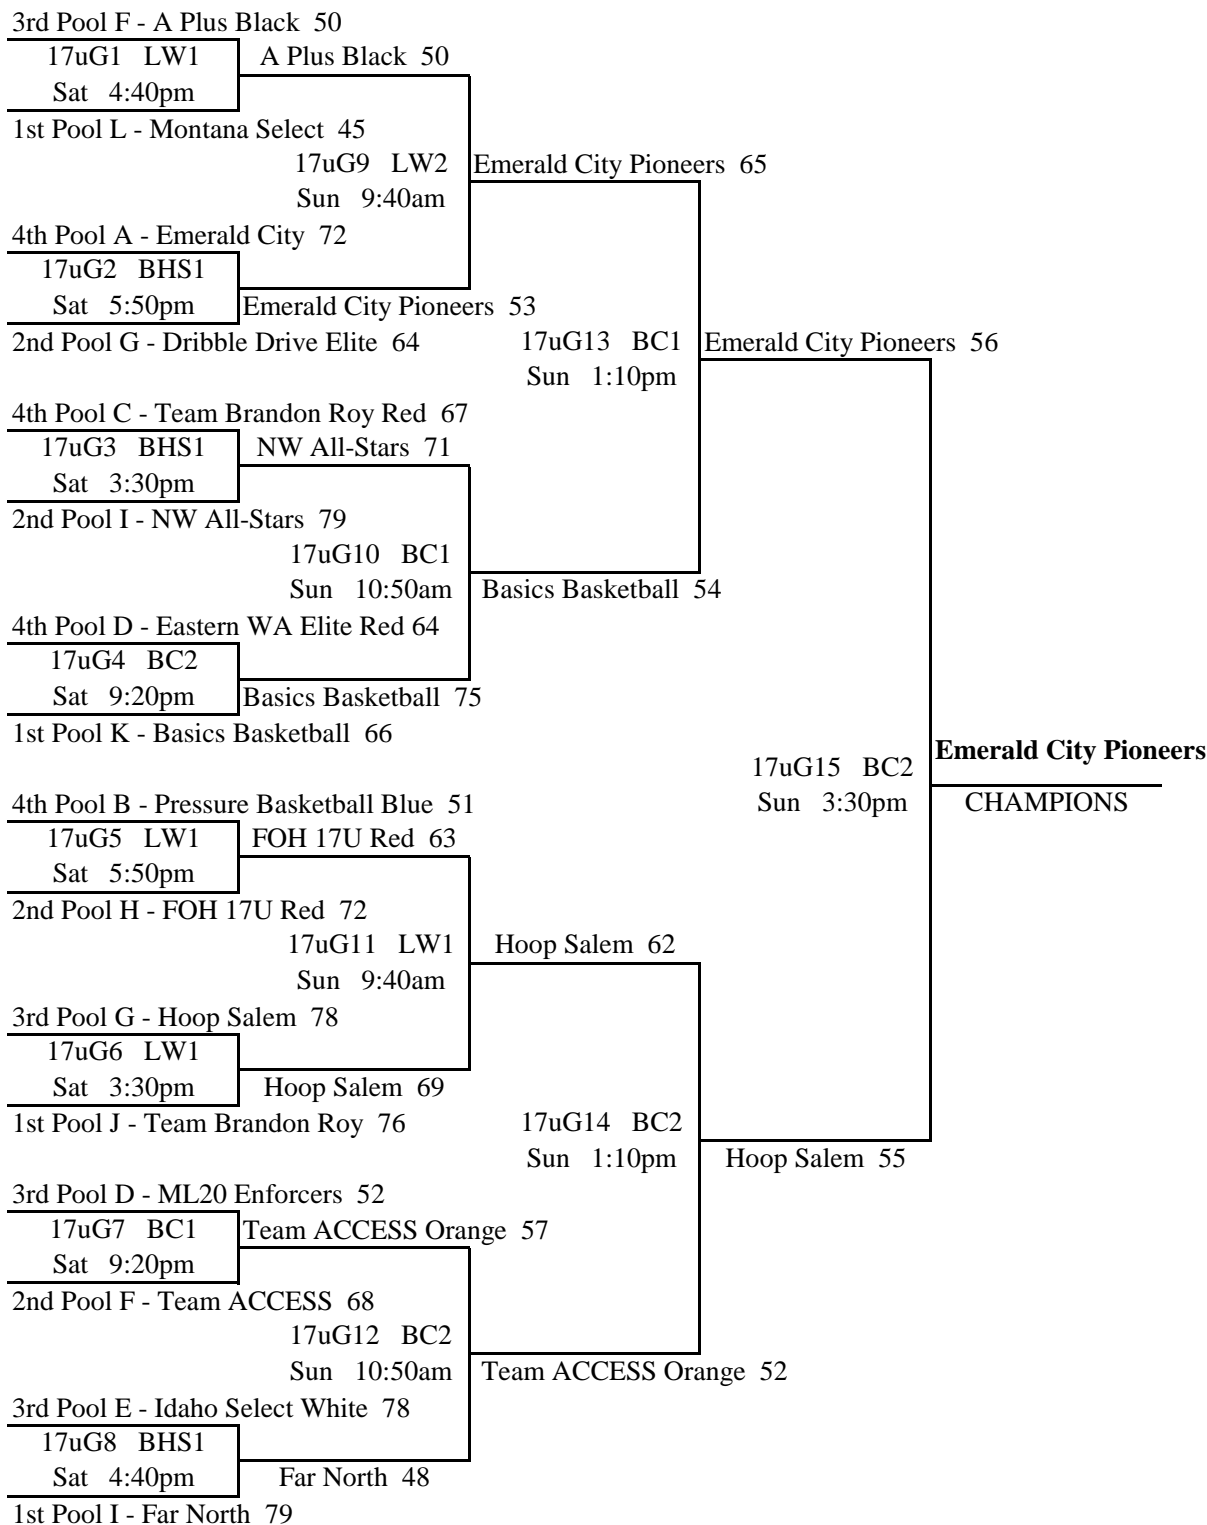 3rd Pool F - A Plus Black 50
17uG1 LW1
A Plus Black 50
Sat 4:40pm
1st Pool L - Montana Select 45
17uG9 LW2
Emerald City Pioneers 65
Sun 9:40am
4th Pool A - Emerald City 72
17uG2 BHS1
Sat 5:50pm
Emerald City Pioneers 53
2nd Pool G - Dribble Drive Elite 64
17uG13 BC1
Emerald City Pioneers 56
Sun 1:10pm
4th Pool C - Team Brandon Roy Red 67
17uG3 BHS1
NW All-Stars 71
Sat 3:30pm
2nd Pool I - NW All-Stars 79
17uG10 BC1
Sun 10:50am
Basics Basketball 54
4th Pool D - Eastern WA Elite Red 64
17uG4 BC2
Sat 9:20pm
Basics Basketball 75
1st Pool K - Basics Basketball 66
Emerald City Pioneers
17uG15 BC2
Sun 3:30pm
CHAMPIONS
4th Pool B - Pressure Basketball Blue 51
17uG5 LW1
FOH 17U Red 63
Sat 5:50pm
2nd Pool H - FOH 17U Red 72
17uG11 LW1
Hoop Salem 62
Sun 9:40am
3rd Pool G - Hoop Salem 78
17uG6 LW1
Sat 3:30pm
Hoop Salem 69
1st Pool J - Team Brandon Roy 76
17uG14 BC2
Sun 1:10pm
Hoop Salem 55
3rd Pool D - ML20 Enforcers 52
17uG7 BC1
Team ACCESS Orange 57
Sat 9:20pm
2nd Pool F - Team ACCESS 68
17uG12 BC2
Sun 10:50am
Team ACCESS Orange 52
3rd Pool E - Idaho Select White 78
17uG8 BHS1
Sat 4:40pm
Far North 48
1st Pool I - Far North 79